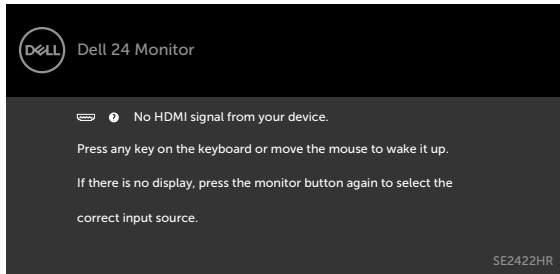 DELL
Dell 24 Monitor
No HDMI signal from your device.
Press any key on the keyboard or move the mouse to wake it up.
If there is no display, press the monitor button again to select the
correct input source.
SE2422HR